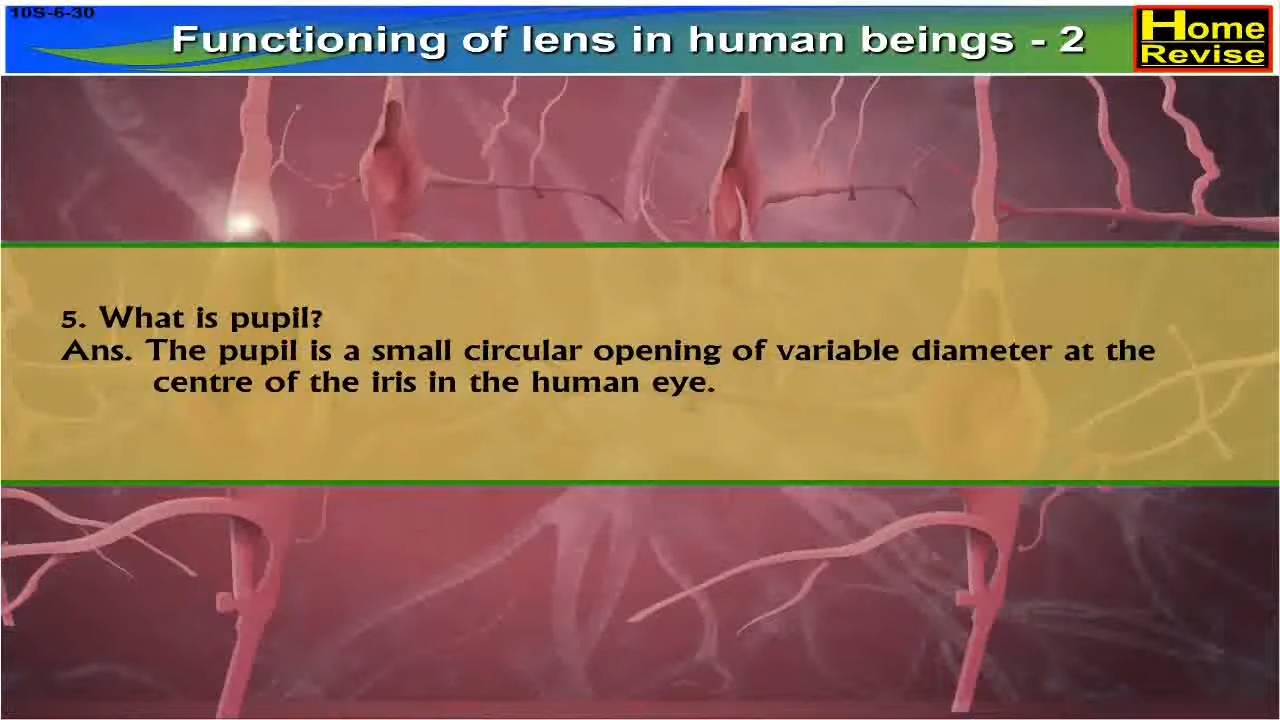 10S-6-30
Functioning of lens in human beings - 2
Home
Revise
5. What is pupil?
Ans. The pupil is a small circular opening of variable diameter at the
centre of the iris in the human eye.